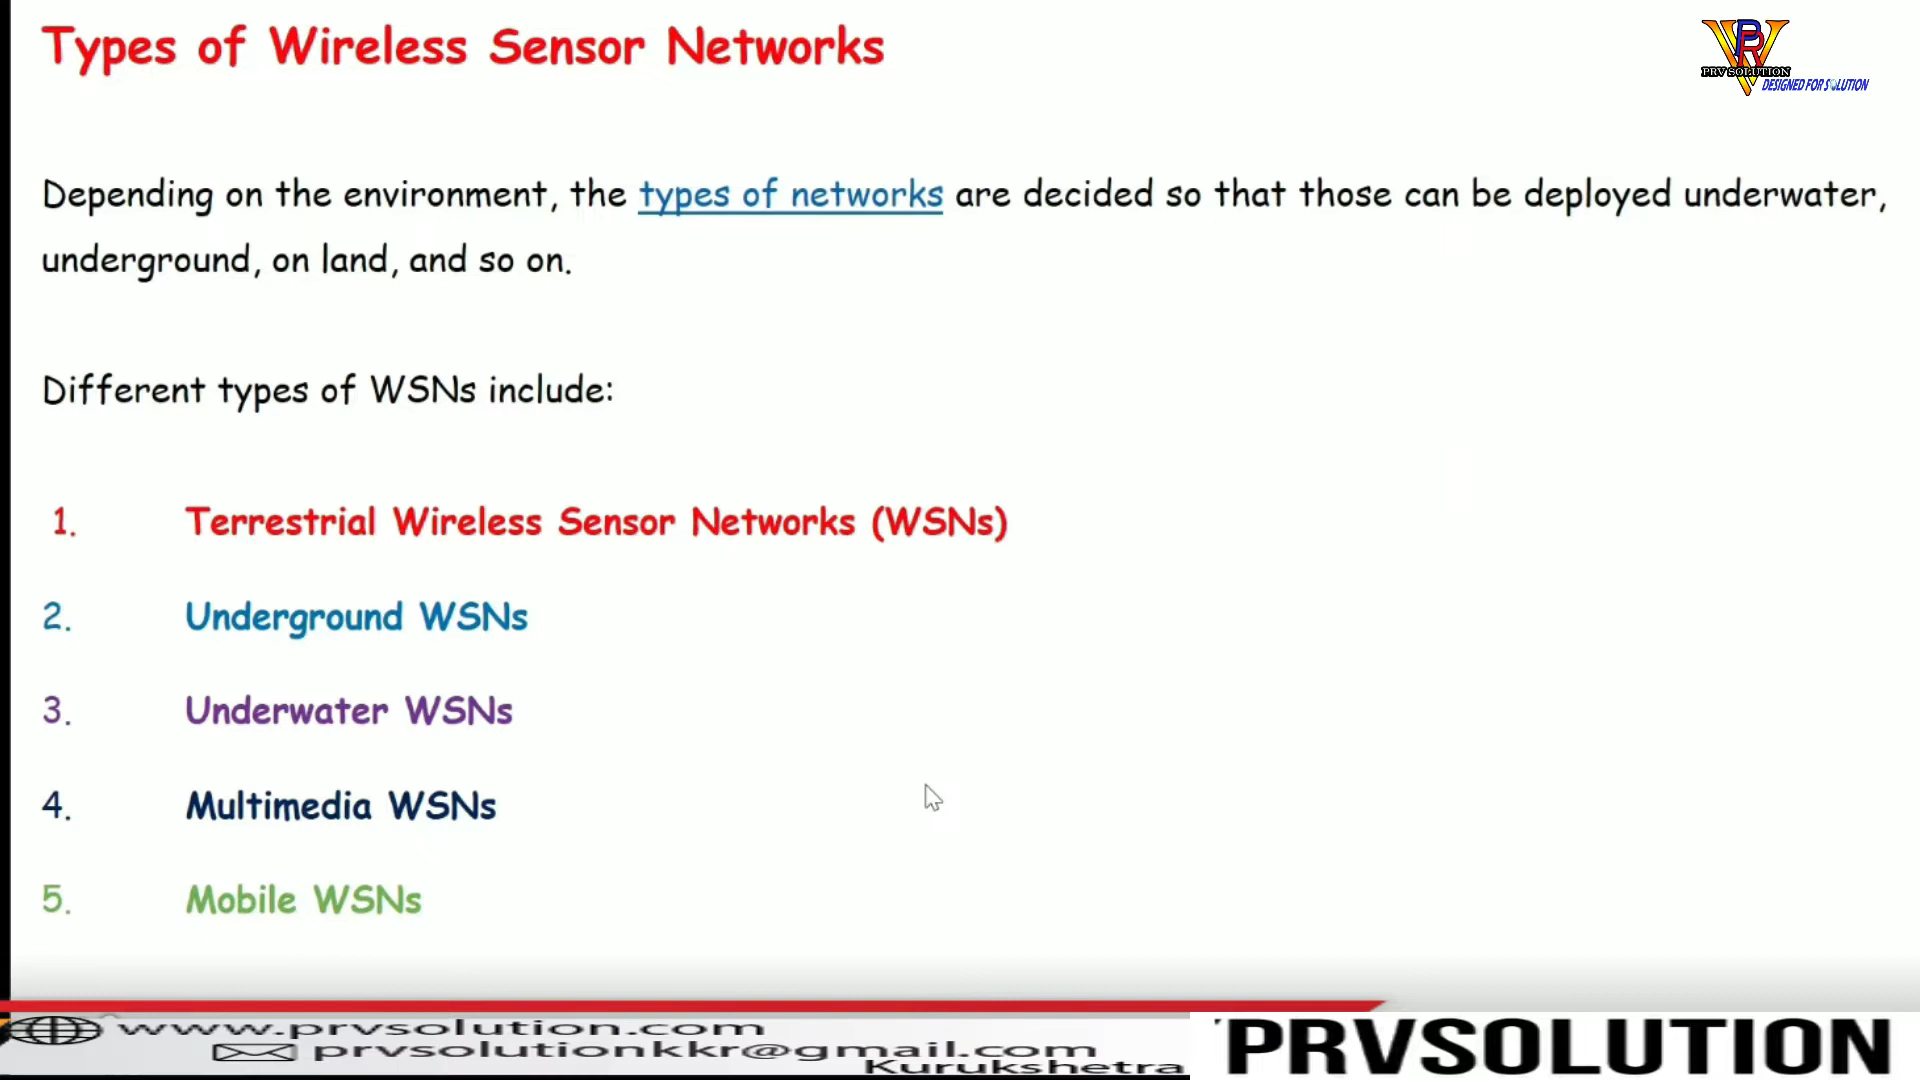 Types of Wireless Sensor Networks
PRV SOLUTION
DESIGNED FOR SOLUTION
Depending on the environment, the types of networks are decided so that those can be deployed underwater,
underground, on land, and so on.
Different types of WSNs include:
1. Terrestrial Wireless Sensor Networks (WSNs)
2. Underground WSNs
3. Underwater WSNs
4. Multimedia WSNs
5. Mobile WSNs
www.prvsolution.com
prvsolutionkkr@gmail.com
Kurukshetra
PRVSOLUTION